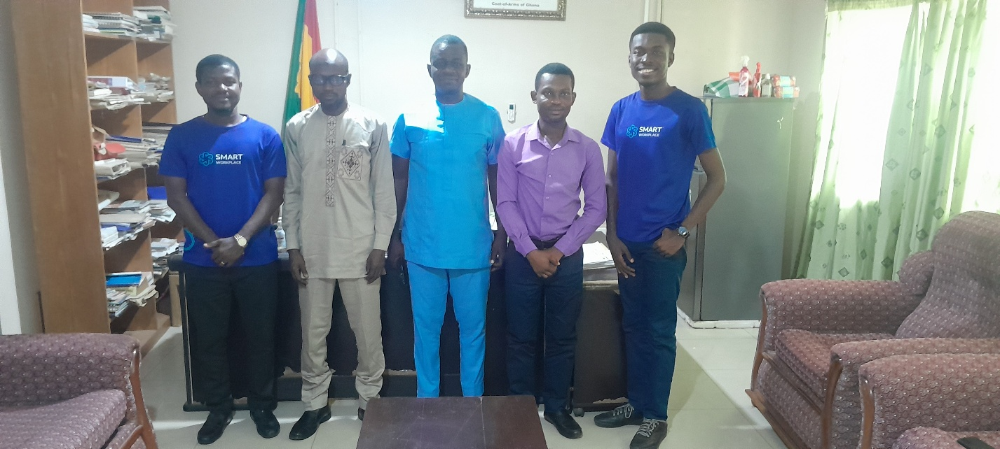 Coat-of-Arms of Ghana
SMART
WORKPLACE
SMART
WORKPLACE